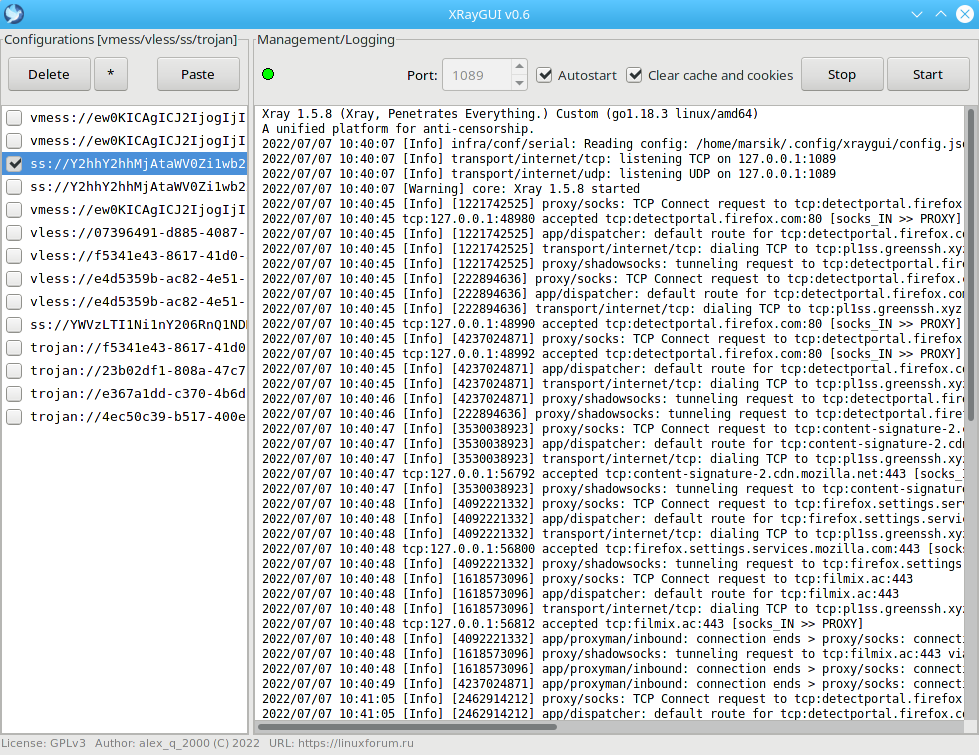 XRayGUI v0.6
Configurations [vmess/vless/ss/trojan]
Delete
*
Paste
vmess://ew0KICAgICJ2IjogIjI
vmess://ew0KICAgICJ2IjogIjI
ss://Y2hhY2hhMjAtaWV0Zi1wb2
ss://Y2hhY2hhMjAtaWV0Zi1wb2
vmess://ew0KICAgICJ2IjogIjI
vless://07396491-d885-4087-
vless://f5341e43-8617-41d0-
vless://e4d5359b-ac82-4e51-
vless://e4d5359b-ac82-4e51-
ss://YWVzLTI1Ni1nY206RnQ1ND
trojan://f5341e43-8617-41d0
trojan://23b02df1-808a-47c7
trojan://e367a1dd-c370-4b6d
trojan://4ec50c39-b517-400e
Management/Logging
Port:
1089
Autostart
Clear cache and cookies
Stop
Start
Xray 1.5.8 (Xray, Penetrates Everything.) Custom (go1.18.3 linux/amd64)
A unified platform for anti-censorship.
2022/07/07 10:40:07 [Info] infra/conf/serial: Reading config: /home/marsik/.config/xraygui/config.jso
2022/07/07 10:40:07 [Info] transport/internet/tcp: listening TCP on 127.0.0.1:1089
2022/07/07 10:40:07 [Info] transport/internet/udp: listening UDP on 127.0.0.1:1089
2022/07/07 10:40:07 [Warning] core: Xray 1.5.8 started
2022/07/07 10:40:45 [Info] [1221742525] proxy/socks: TCP Connect request to tcp:detectportal.firefox
2022/07/07 10:40:45 tcp:127.0.0.1:48980 accepted tcp:detectportal.firefox.com:80 [socks_IN >> PROXY]
2022/07/07 10:40:45 [Info] [1221742525] app/dispatcher: default route for tcp:detectportal.firefox.co
2022/07/07 10:40:45 [Info] [1221742525] transport/internet/tcp: dialing TCP to tcp:pl1ss.greenssh.xyz
2022/07/07 10:40:45 [Info] [1221742525] proxy/shadowsocks: tunneling request to tcp:detectportal.fire
2022/07/07 10:40:45 [Info] [222894636] proxy/socks: TCP Connect request to tcp:detectportal.firefox.
2022/07/07 10:40:45 [Info] [222894636] app/dispatcher: default route for tcp:detectportal.firefox.com
2022/07/07 10:40:45 [Info] [222894636] transport/internet/tcp: dialing TCP to tcp:pl1ss.greenssh.xyz
2022/07/07 10:40:45 tcp:127.0.0.1:48990 accepted tcp:detectportal.firefox.com:80 [socks_IN >> PROXY]
2022/07/07 10:40:45 [Info] [4237024871] proxy/socks: TCP Connect request to tcp:detectportal.firefox
2022/07/07 10:40:45 tcp:127.0.0.1:48992 accepted tcp:detectportal.firefox.com:80 [socks_IN >> PROXY]
2022/07/07 10:40:45 [Info] [4237024871] app/dispatcher: default route for tcp:detectportal.firefox.co
2022/07/07 10:40:45 [Info] [4237024871] transport/internet/tcp: dialing TCP to tcp:pl1ss.greenssh.xyz
2022/07/07 10:40:46 [Info] [4237024871] proxy/shadowsocks: tunneling request to tcp:detectportal.fire
2022/07/07 10:40:46 [Info] [222894636] proxy/shadowsocks: tunneling request to tcp:detectportal.firef
2022/07/07 10:40:47 [Info] [3530038923] proxy/socks: TCP Connect request to tcp:content-signature-2.c
2022/07/07 10:40:47 [Info] [3530038923] app/dispatcher: default route for tcp:content-signature-2.cdn
2022/07/07 10:40:47 [Info] [3530038923] transport/internet/tcp: dialing TCP to tcp:pl1ss.greenssh.xyz
2022/07/07 10:40:47 tcp:127.0.0.1:56792 accepted tcp:content-signature-2.cdn.mozilla.net:443 [socks_
2022/07/07 10:40:47 [Info] [3530038923] proxy/shadowsocks: tunneling request to tcp:content-signature
2022/07/07 10:40:48 [Info] [4092221332] proxy/socks: TCP Connect request to tcp:firefox.settings.serv
2022/07/07 10:40:48 [Info] [4092221332] app/dispatcher: default route for tcp:firefox.settings.servi
2022/07/07 10:40:48 [Info] [4092221332] transport/internet/tcp: dialing TCP to tcp:pl1ss.greenssh.xyz
2022/07/07 10:40:48 tcp:127.0.0.1:56800 accepted tcp:firefox.settings.services.mozilla.com:443 [socks
2022/07/07 10:40:48 [Info] [4092221332] proxy/shadowsocks: tunneling request to tcp:firefox.settings
2022/07/07 10:40:48 [Info] [1618573096] proxy/socks: TCP Connect request to tcp:filmix.ac:443
2022/07/07 10:40:48 [Info] [1618573096] app/dispatcher: default route for tcp:filmix.ac:443
2022/07/07 10:40:48 [Info] [1618573096] transport/internet/tcp: dialing TCP to tcp:pl1ss.greenssh.xyz
2022/07/07 10:40:48 tcp:127.0.0.1:56812 accepted tcp:filmix.ac:443 [socks_IN >> PROXY]
2022/07/07 10:40:48 [Info] [4092221332] app/proxyman/inbound: connection ends > proxy/socks: connecti
2022/07/07 10:40:48 [Info] [1618573096] proxy/shadowsocks: tunneling request to tcp:filmix.ac:443 via
2022/07/07 10:40:48 [Info] [1618573096] app/proxyman/inbound: connection ends > proxy/socks: connecti
2022/07/07 10:40:49 [Info] [4237024871] app/proxyman/inbound: connection ends > proxy/socks: connecti
2022/07/07 10:41:05 [Info] [2462914212] proxy/socks: TCP Connect request to tcp:detectportal.firefox
2022/07/07 10:41:05 [Info] [2462914212] app/dispatcher: default route for tcp:detectportal.firefox.co
License: GPLv3 Author: alex_q_2000 (C) 2022 URL: https://linuxforum.ru